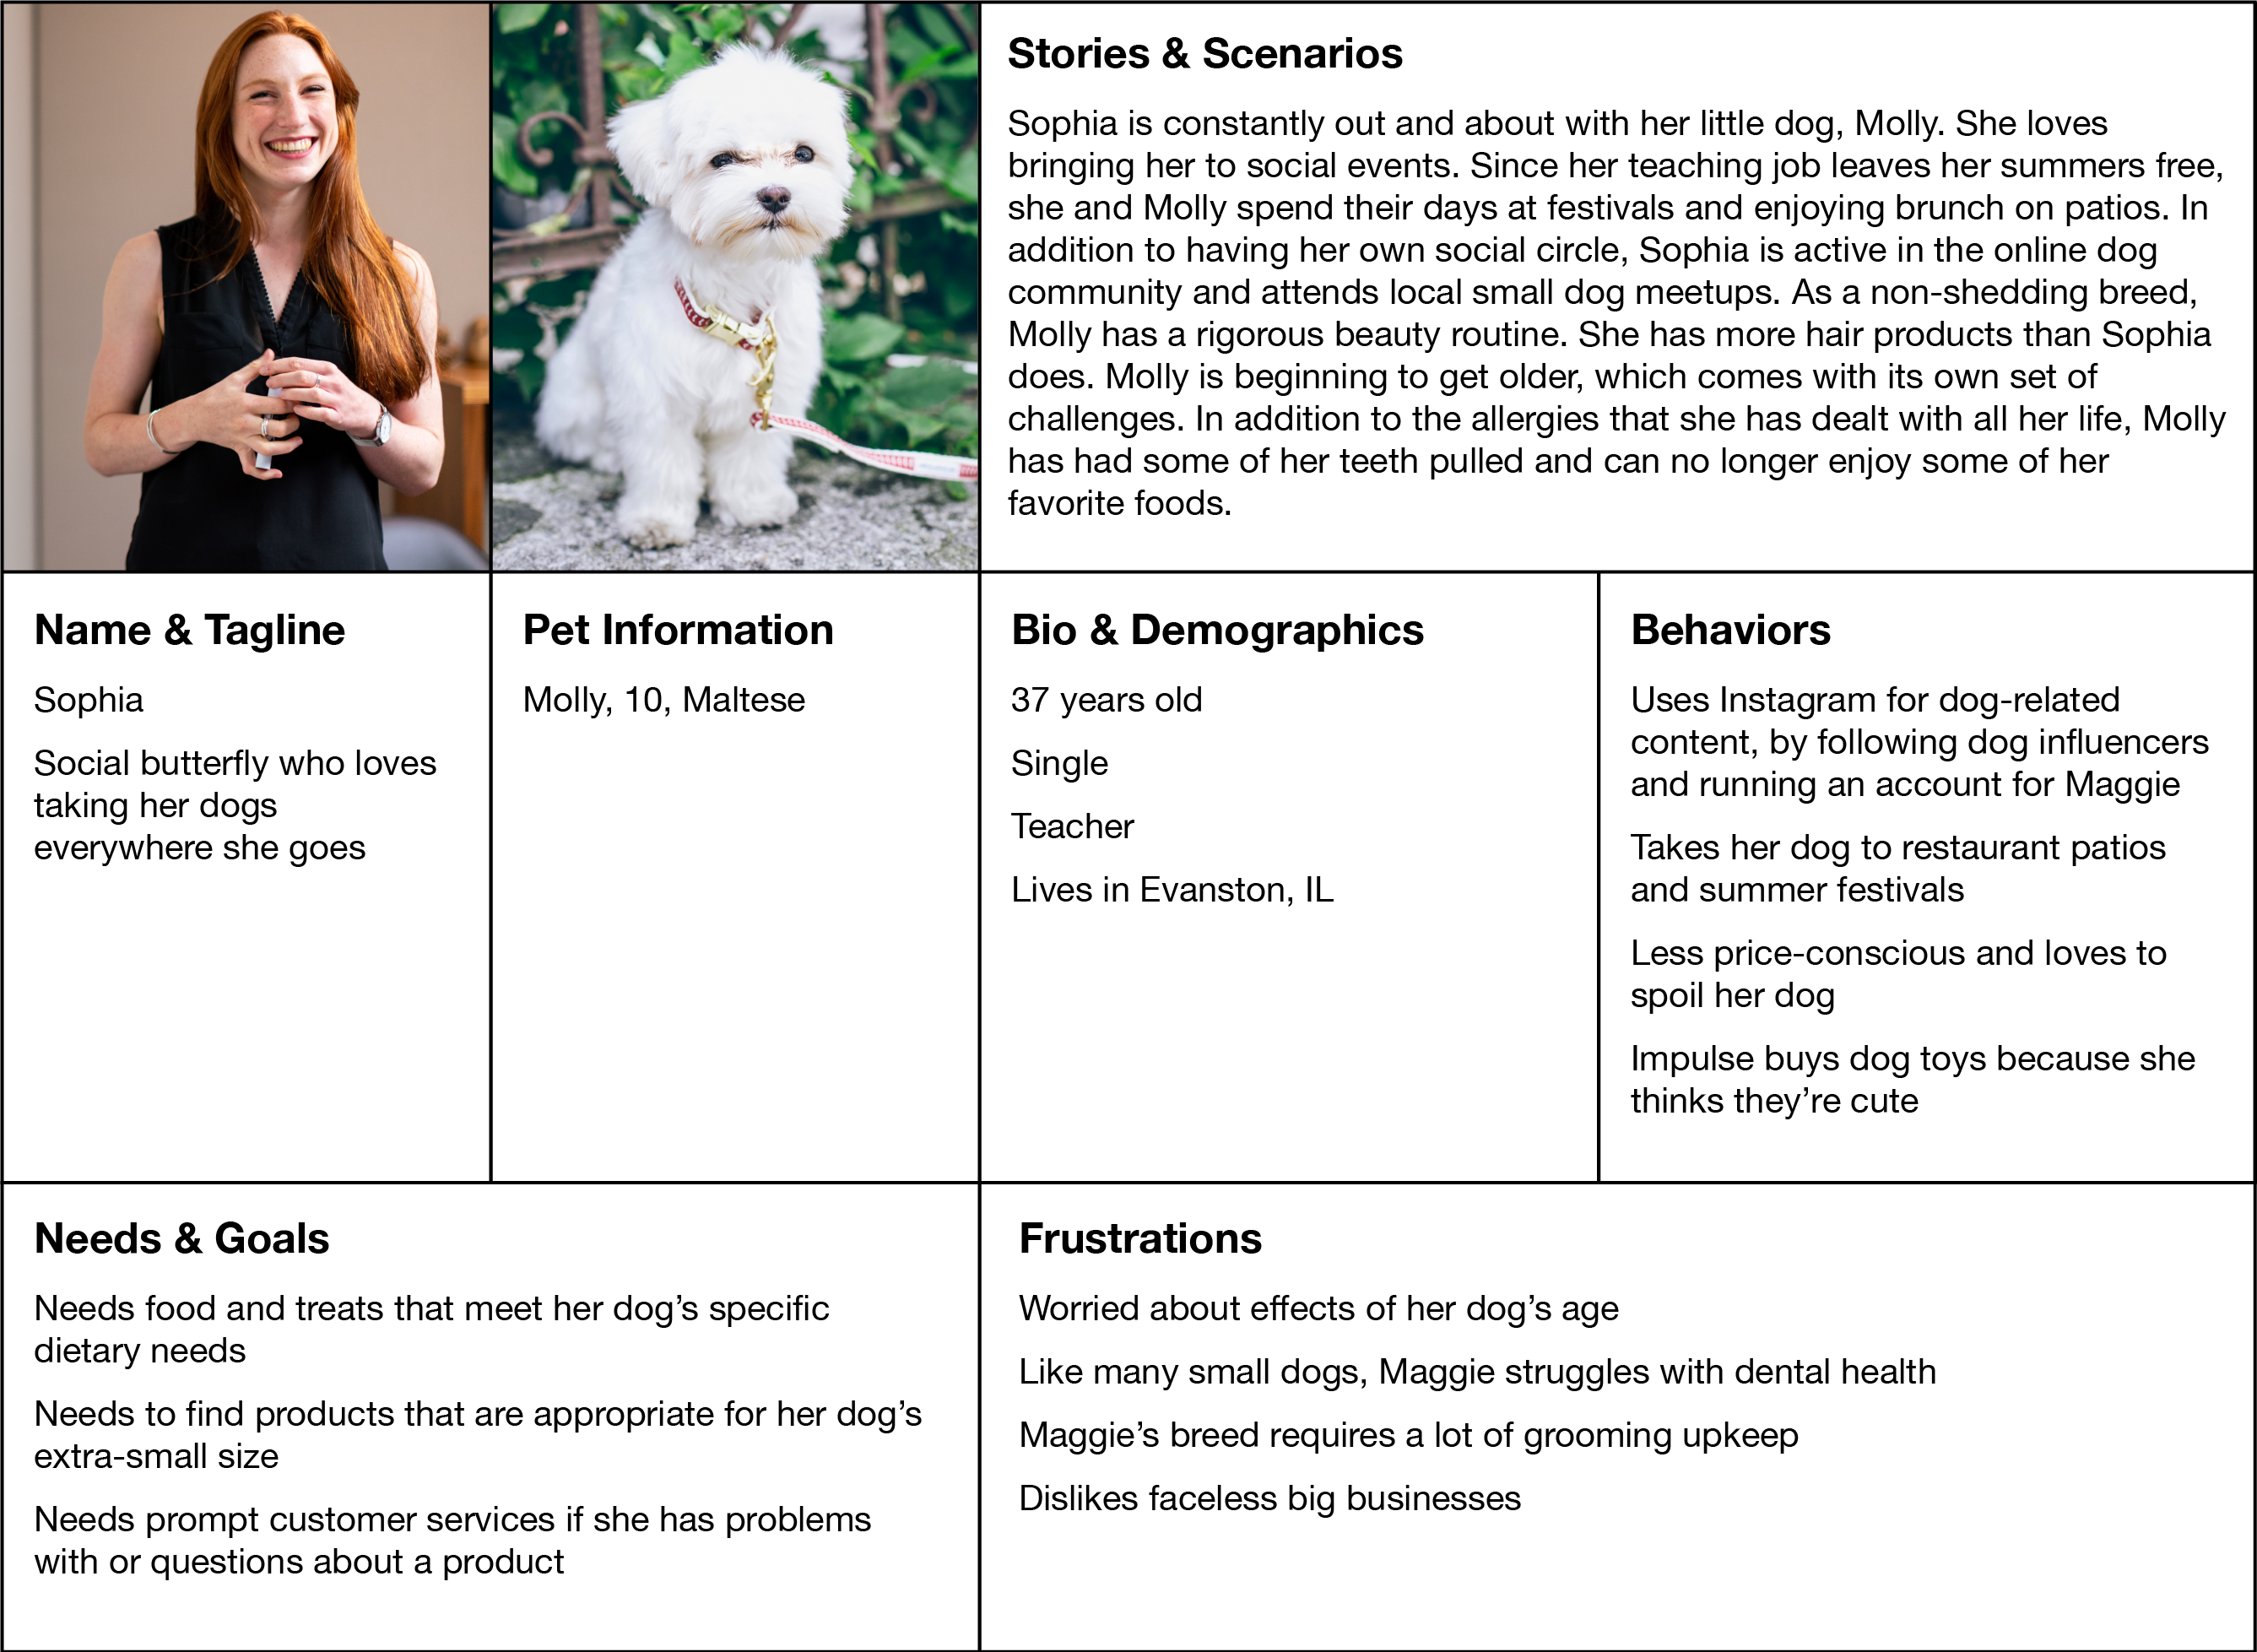 Stories & Scenarios
Sophia is constantly out and about with her little dog, Molly. She loves
bringing her to social events. Since her teaching job leaves her summers free,
she and Molly spend their days at festivals and enjoying brunch on patios. In
addition to having her own social circle, Sophia is active in the online dog
community and attends local small dog meetups. As a non-shedding breed,
Molly has a rigorous beauty routine. She has more hair products than Sophia
does. Molly is beginning to get older, which comes with its own set of
challenges. In addition to the allergies that she has dealt with all her life, Molly
has had some of her teeth pulled and can no longer enjoy some of her
favorite foods.
Name & Tagline
Sophia
Social butterfly who loves
taking her dogs
everywhere she goes
Pet Information
Molly, 10, Maltese
Bio & Demographics
37 years old
Single
Teacher
Lives in Evanston, IL
Behaviors
Uses Instagram for dog-related
content, by following dog influencers
and running an account for Maggie
Takes her dog to restaurant patios
and summer festivals
Less price-conscious and loves to
spoil her dog
Impulse buys dog toys because she
thinks they’re cute
Needs & Goals
Needs food and treats that meet her dog’s specific
dietary needs
Needs to find products that are appropriate for her dog’s
extra-small size
Needs prompt customer services if she has problems
with or questions about a product
Frustrations
Worried about effects of her dog’s age
Like many small dogs, Maggie struggles with dental health
Maggie’s breed requires a lot of grooming upkeep
Dislikes faceless big businesses